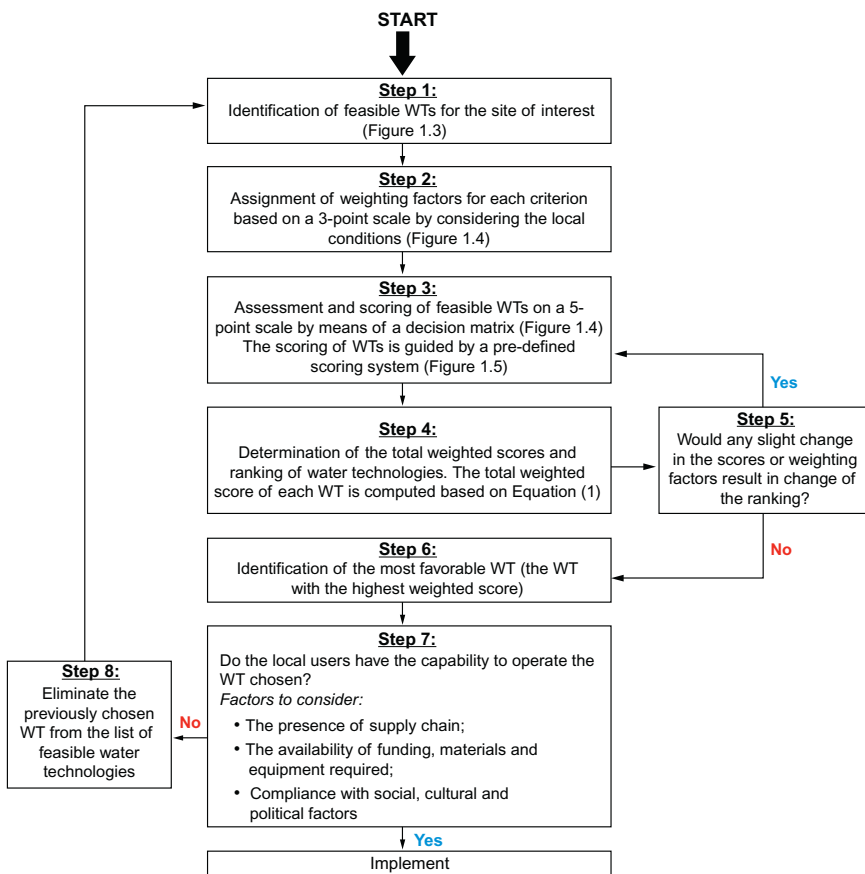 START
Step 1:
Identification of feasible WTs for the site of interest
(Figure 1.3)
Step 2:
Assignment of weighting factors for each criterion
based on a 3-point scale by considering the local
conditions (Figure 1.4)
Step 3:
Assessment and scoring of feasible WTs on a 5-
point scale by means of a decision matrix (Figure 1.4)
The scoring of WTs is guided by a pre-defined
scoring system (Figure 1.5)
Yes
Step 4:
Determination of the total weighted scores and
ranking of water technologies. The total weighted
score of each WT is computed based on Equation (1)
Step 5:
Would any slight change
in the scores or weighting
factors result in change of
the ranking?
No
Step 6:
Identification of the most favorable WT (the WT
with the highest weighted score)
Step 7:
Do the local users have the capability to operate the
WT chosen?
Factors to consider:
• The presence of supply chain;
• The availability of funding, materials and
equipment required;
• Compliance with social, cultural and
political factors
No
Step 8:
Eliminate the
previously chosen
WT from the list of
feasible water
technologies
Yes
Implement